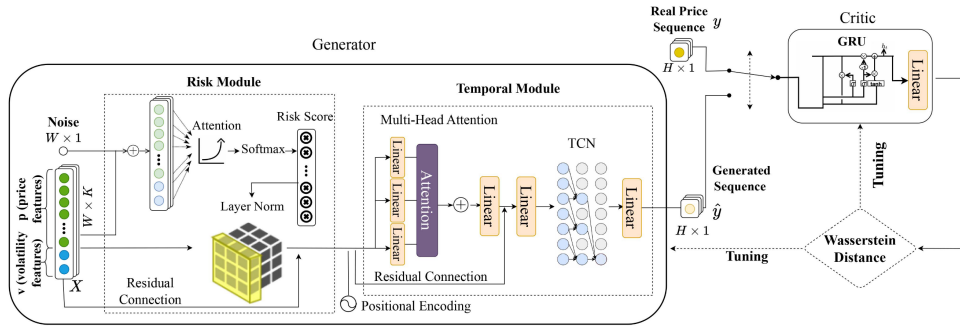 Generator
Real Price
Sequence y
H × 1
Critic
GRU
tanh
Linear
Risk Module
Temporal Module
Noise
W × 1
Attention
Softmax
Risk Score
Layer Norm
p (price
features)
W × K
v (volatility
features)
X
Residual
Connection
Multi-Head Attention
Linear
Linear
Linear
Attention
Linear
Linear
TCN
Linear
Residual Connection
Positional Encoding
Generated
Sequence
ŷ
H × 1
Tuning
Tuning
Wasserstein
Distance